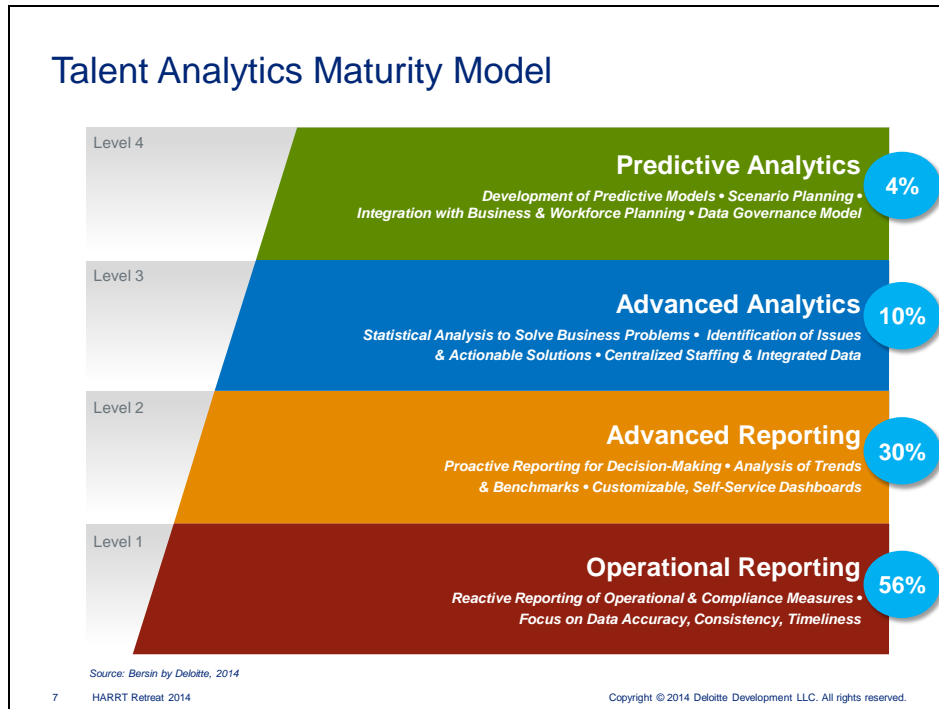 Talent Analytics Maturity Model
Level 4
Predictive Analytics
4%
Development of Predictive Models • Scenario Planning •
Integration with Business & Workforce Planning • Data Governance Model
Level 3
Advanced Analytics
10%
Statistical Analysis to Solve Business Problems • Identification of Issues
& Actionable Solutions • Centralized Staffing & Integrated Data
Level 2
Advanced Reporting
30%
Proactive Reporting for Decision-Making • Analysis of Trends
& Benchmarks • Customizable, Self-Service Dashboards
Level 1
Operational Reporting
56%
Reactive Reporting of Operational & Compliance Measures •
Focus on Data Accuracy, Consistency, Timeliness
Source: Bersin by Deloitte, 2014
7 HARRT Retreat 2014 Copyright © 2014 Deloitte Development LLC. All rights reserved.